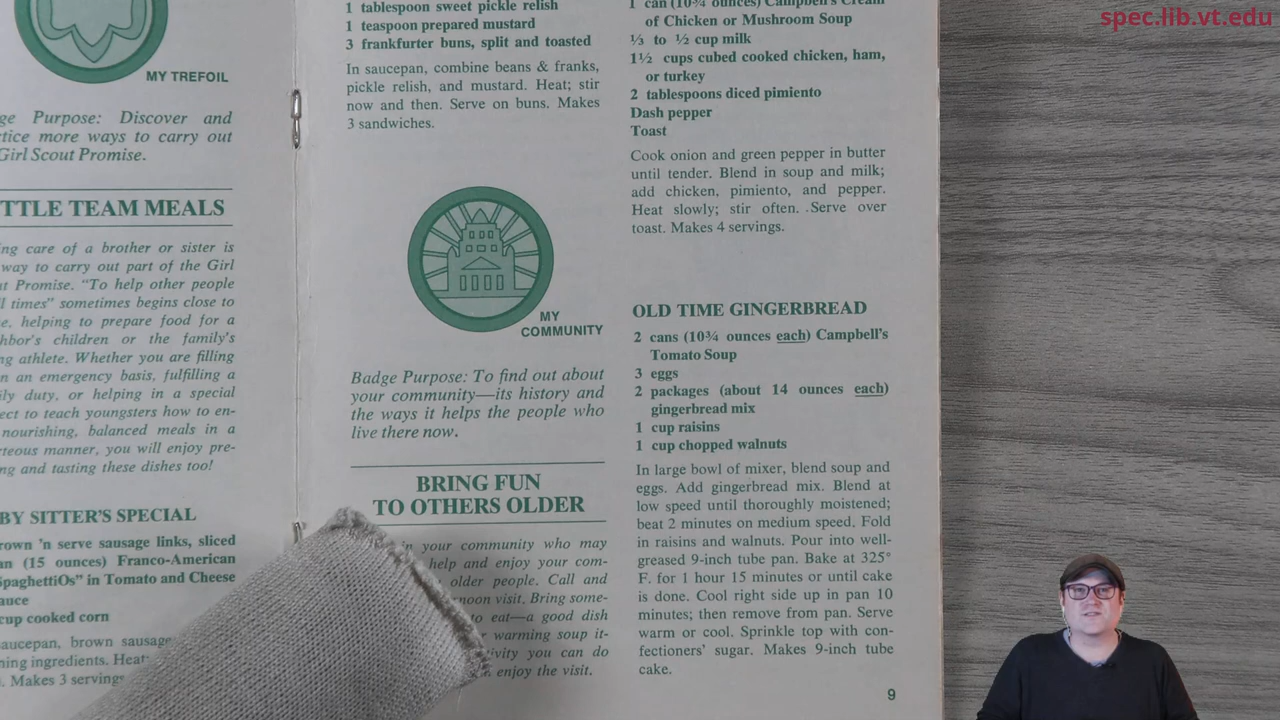 spec.lib.vt.edu
MY TREFOIL
Purpose: Discover and
more ways to carry out
Girl Scout Promise.
TEAM MEALS
care of a brother or sister is
way to carry out part of the Girl
Promise. "To help other people
times" sometimes begins close to
helping to prepare food for a
children or the family's
athlete. Whether you are filling
an emergency basis, fulfilling a
duty, or helping in a special
to teach youngsters how to en-
nourishing, balanced meals in a
manner, you will enjoy pre-
and tasting these dishes too!
SITTER'S SPECIAL
'n serve sausage links, sliced
(15 ounces) Franco-American
SpaghettiOs" in Tomato and Cheese
cup cooked corn
saucepan, brown sausage
ingredients. Heat
Makes 3 servings
1 tablespoon sweet pickle relish
1 teaspoon prepared mustard
3 frankfurter buns, split and toasted
In saucepan, combine beans & franks,
pickle relish, and mustard. Heat; stir
now and then. Serve on buns. Makes
3 sandwiches.
MY
COMMUNITY
Badge Purpose: To find out about
your community—its history and
the ways it helps the people who
live there now.
BRING FUN
TO OTHERS OLDER
your community who may
help and enjoy your com-
older people. Call and
visit. Bring some-
to eat—a good dish
warming soup it-
you can do
enjoy the visit.
1 can (10¾ ounces) Campbell's Cream
of Chicken or Mushroom Soup
⅓ to ½ cup milk
1½ cups cubed cooked chicken, ham,
or turkey
2 tablespoons diced pimiento
Dash pepper
Toast
Cook onion and green pepper in butter
until tender. Blend in soup and milk;
add chicken, pimiento, and pepper.
Heat slowly; stir often. .Serve over
toast. Makes 4 servings.
OLD TIME GINGERBREAD
2 cans (10¾ ounces each) Campbell's
Tomato Soup
3 eggs
2 packages (about 14 ounces each)
gingerbread mix
1 cup raisins
1 cup chopped walnuts
In large bowl of mixer, blend soup and
eggs. Add gingerbread mix. Blend at
low speed until thoroughly moistened;
beat 2 minutes on medium speed. Fold
in raisins and walnuts. Pour into well-
greased 9-inch tube pan. Bake at 325°
F. for 1 hour 15 minutes or until cake
is done. Cool right side up in pan 10
minutes; then remove from pan. Serve
warm or cool. Sprinkle top with con-
fectioners' sugar. Makes 9-inch tube
cake.
9